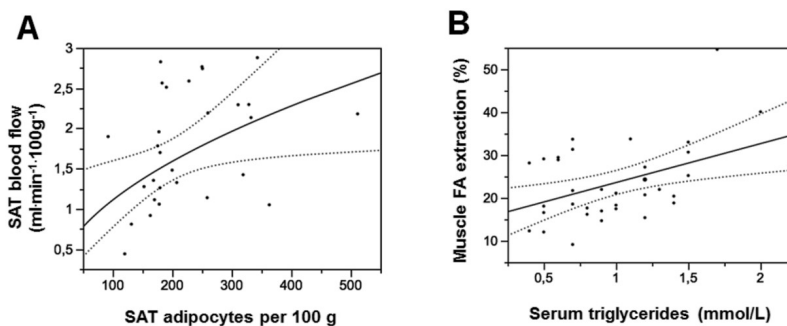 A
SAT blood flow
(ml·min⁻¹·100g⁻¹)
3
2,5
2
1,5
1
0,5
100 200 300 400 500
SAT adipocytes per 100 g
B
Muscle FA extraction (%)
50
40
30
20
10
0,5 1 1,5 2
Serum triglycerides (mmol/L)